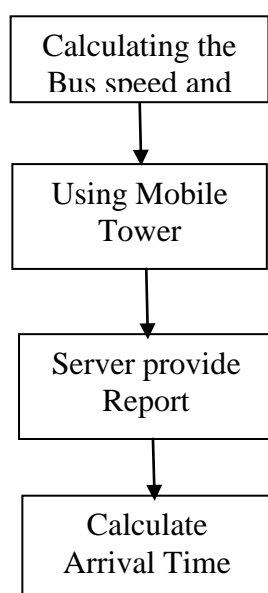 Calculating the
Bus speed and
Using Mobile
Tower
Server provide
Report
Calculate
Arrival Time